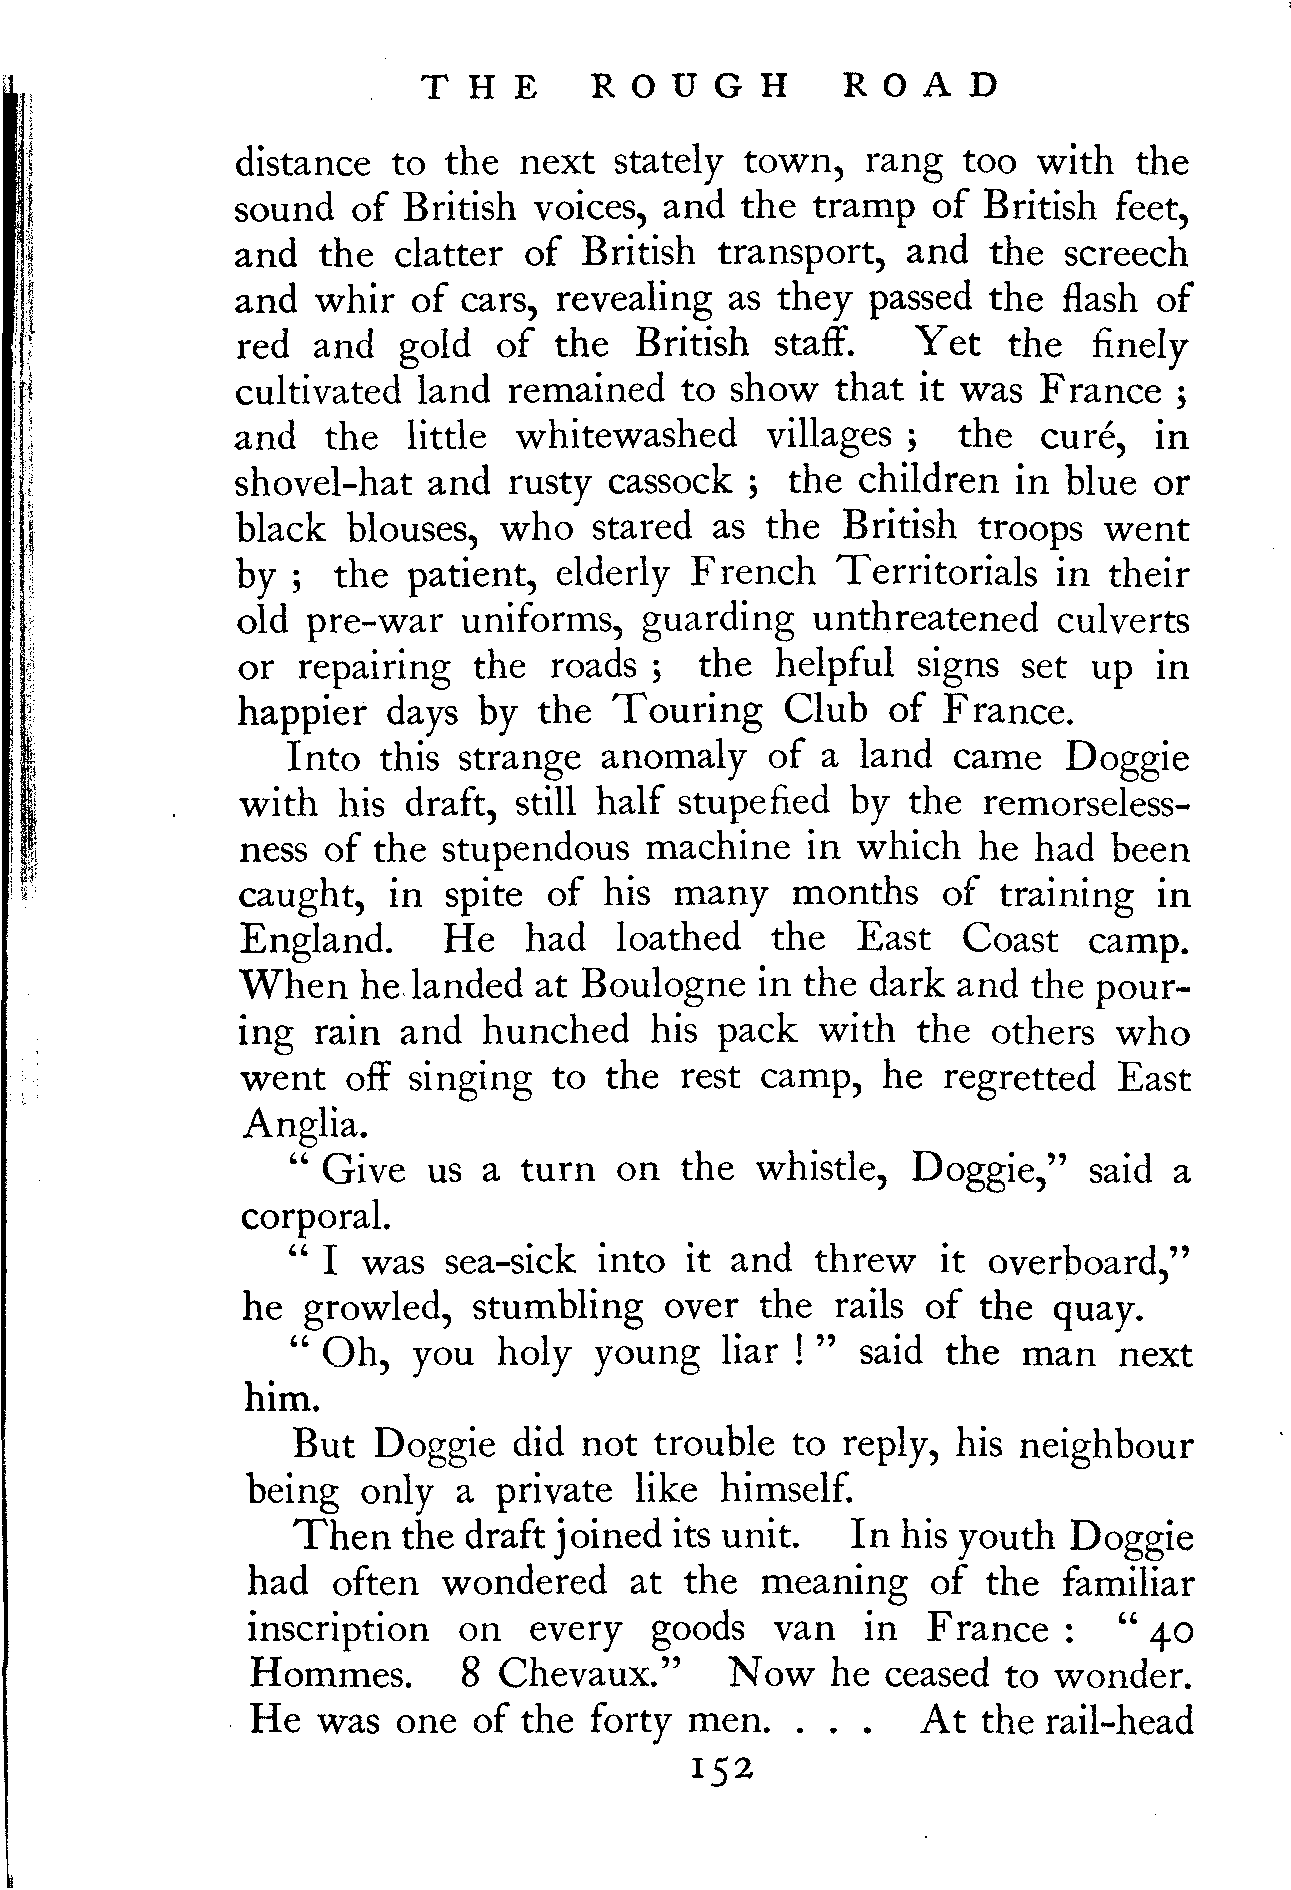 THE ROUGH ROAD
distance to the next stately town, rang too with the
sound of British voices, and the tramp of British feet,
and the clatter of British transport, and the screech
and whir of cars, revealing as they passed the flash of
red and gold of the British staff. Yet the finely
cultivated land remained to show that it was France ;
and the little whitewashed villages ; the curé, in
shovel-hat and rusty cassock ; the children in blue or
black blouses, who stared as the British troops went
by ; the patient, elderly French Territorials in their
old pre-war uniforms, guarding unthreatened culverts
or repairing the roads ; the helpful signs set up in
happier days by the Touring Club of France.
Into this strange anomaly of a land came Doggie
with his draft, still half stupefied by the remorseless-
ness of the stupendous machine in which he had been
caught, in spite of his many months of training in
England. He had loathed the East Coast camp.
When he landed at Boulogne in the dark and the pour-
ing rain and hunched his pack with the others who
went off singing to the rest camp, he regretted East
Anglia.
“ Give us a turn on the whistle, Doggie,” said a
corporal.
“ I was sea-sick into it and threw it overboard,”
he growled, stumbling over the rails of the quay.
“ Oh, you holy young liar ! ” said the man next
him.
But Doggie did not trouble to reply, his neighbour
being only a private like himself.
Then the draft joined its unit. In his youth Doggie
had often wondered at the meaning of the familiar
inscription on every goods van in France : “ 40
Hommes. 8 Chevaux.” Now he ceased to wonder.
He was one of the forty men. . . . At the rail-head
152